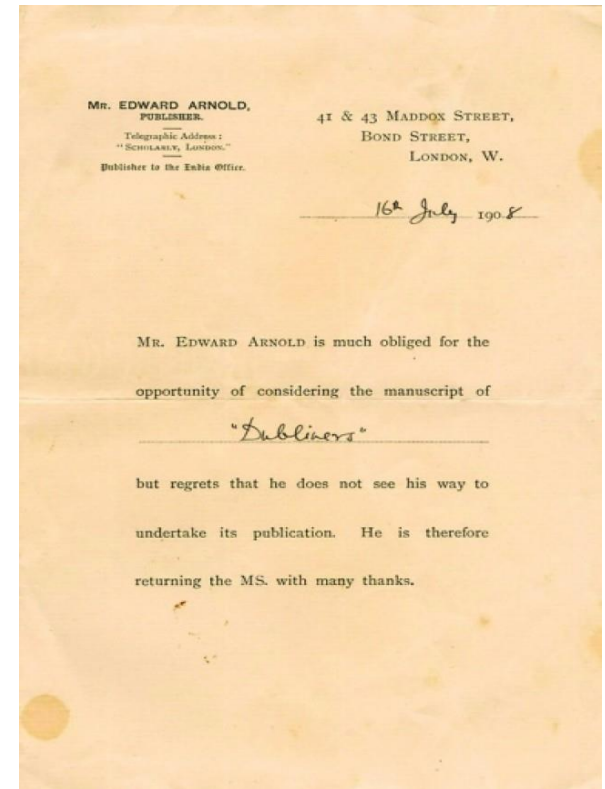 MR. EDWARD ARNOLD,
PUBLISHER.
Telegraphic Address:
"SCHOLARLY, LONDON."
Publisher to the India Office.
41 & 43 MADDOX STREET,
BOND STREET,
LONDON, W.
16th July 1908
MR. EDWARD ARNOLD is much obliged for the
opportunity of considering the manuscript of
"Dubliners"
but regrets that he does not see his way to
undertake its publication. He is therefore
returning the MS. with many thanks.